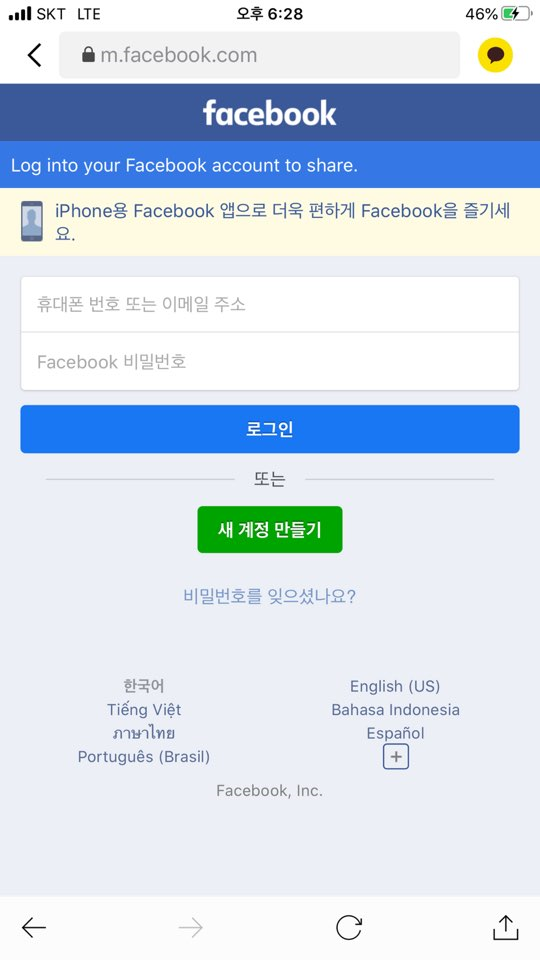 SKT LTE 오후 6:28 46%
m.facebook.com
facebook
Log into your Facebook account to share.
iPhone용 Facebook 앱으로 더욱 편하게 Facebook을 즐기세
요.
휴대폰 번호 또는 이메일 주소
Facebook 비밀번호
로그인
또는
새 계정 만들기
비밀번호를 잊으셨나요?
한국어 English (US)
Tiếng Việt Bahasa Indonesia
ภาษาไทย Español
Português (Brasil) +
Facebook, Inc.